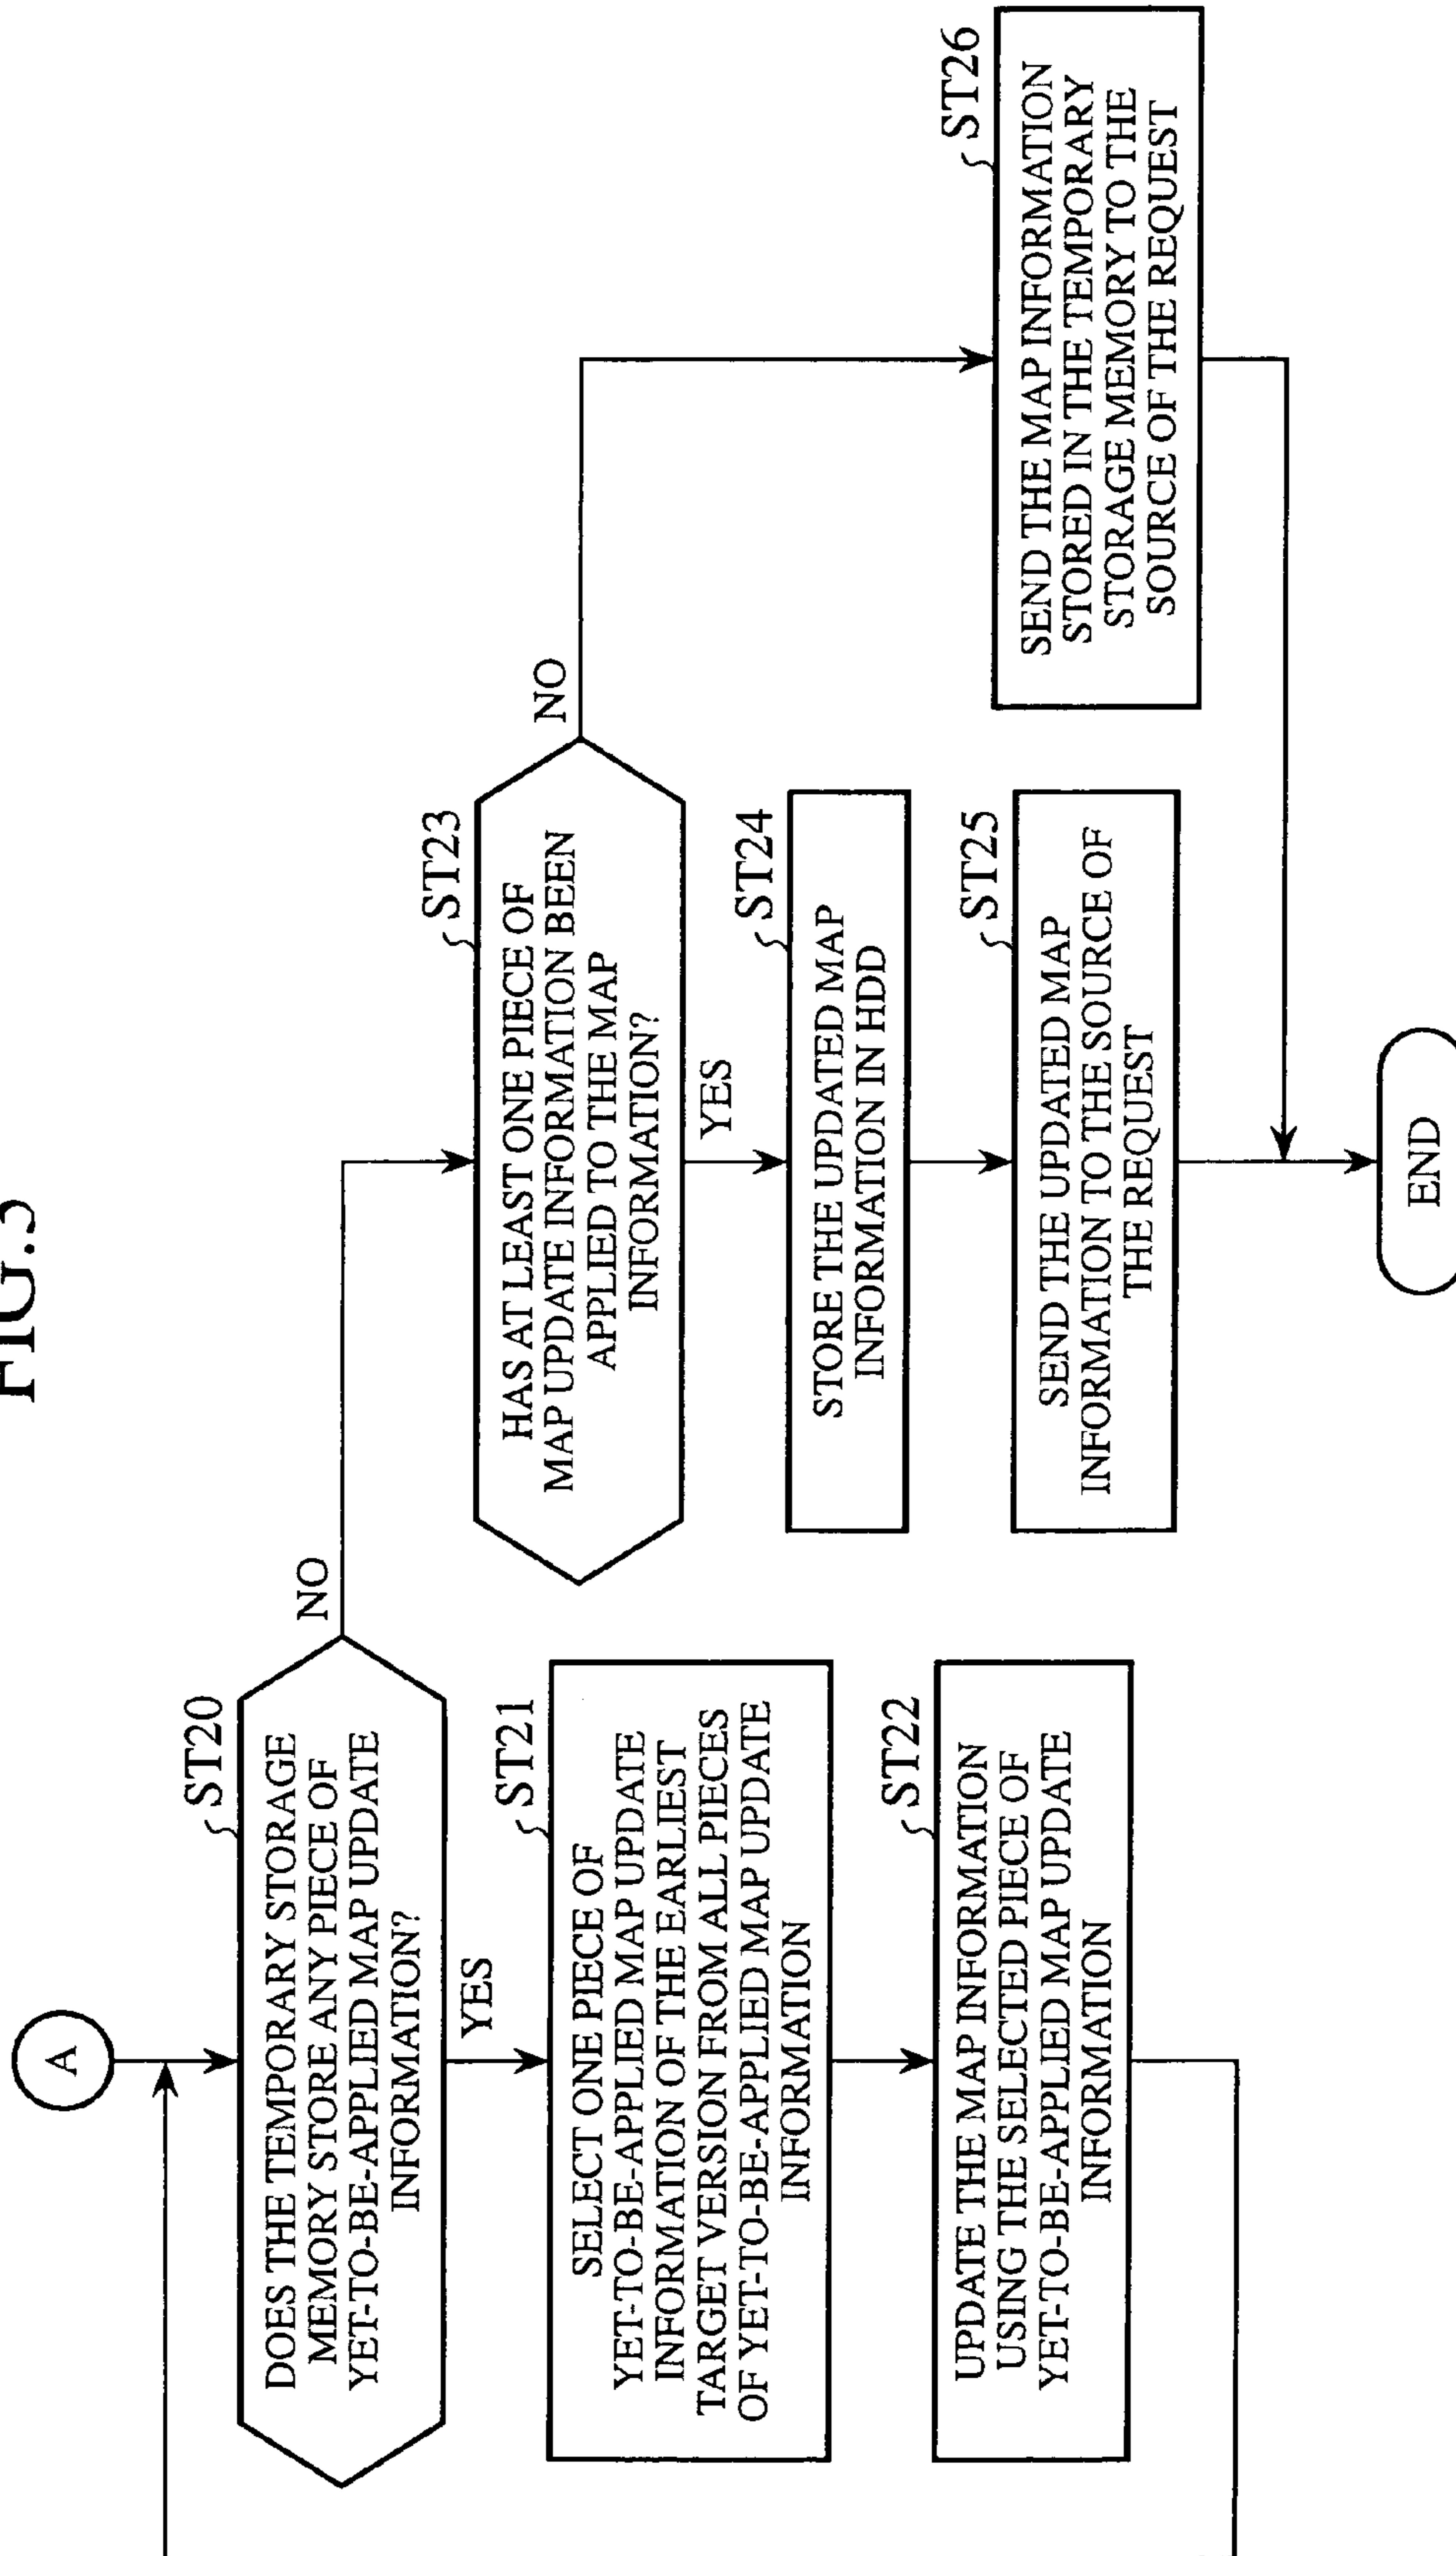 FIG.5
A
ST20
DOES THE TEMPORARY STORAGE
MEMORY STORE ANY PIECE OF
YET-TO-BE-APPLIED MAP UPDATE
INFORMATION?
NO
YES
ST21
SELECT ONE PIECE OF
YET-TO-BE-APPLIED MAP UPDATE
INFORMATION OF THE EARLIEST
TARGET VERSION FROM ALL PIECES
OF YET-TO-BE-APPLIED MAP UPDATE
INFORMATION
ST22
UPDATE THE MAP INFORMATION
USING THE SELECTED PIECE OF
YET-TO-BE-APPLIED MAP UPDATE
INFORMATION
ST23
HAS AT LEAST ONE PIECE OF
MAP UPDATE INFORMATION BEEN
APPLIED TO THE MAP
INFORMATION?
NO
YES
ST24
STORE THE UPDATED MAP
INFORMATION IN HDD
ST25
SEND THE UPDATED MAP
INFORMATION TO THE SOURCE OF
THE REQUEST
ST26
SEND THE MAP INFORMATION
STORED IN THE TEMPORARY
STORAGE MEMORY TO THE
SOURCE OF THE REQUEST
END